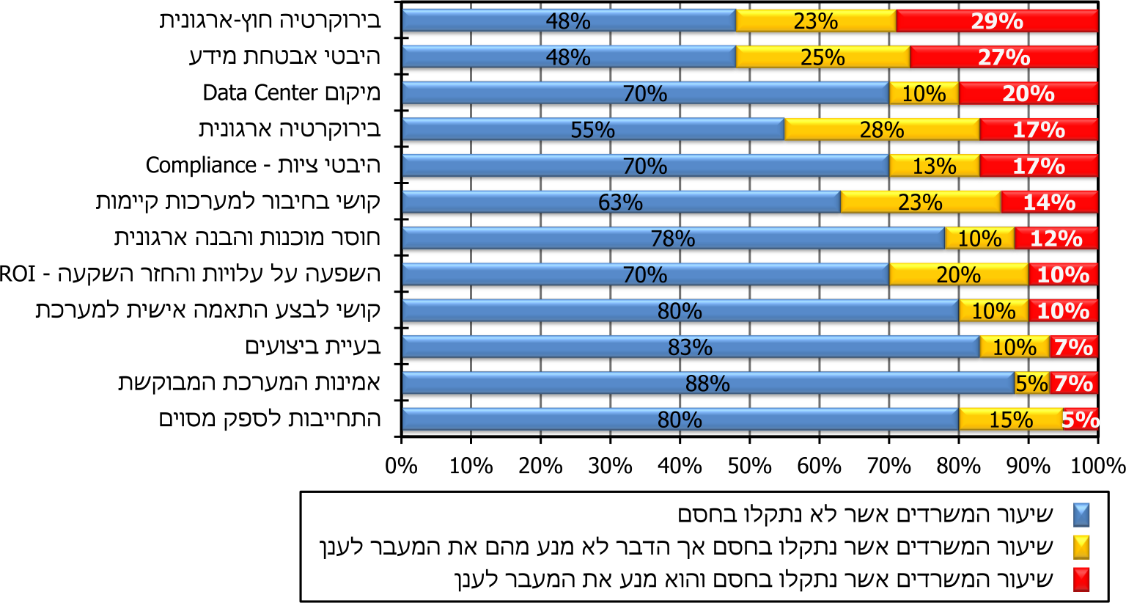 בירוקרטיה חוץ-ארגונית 48% 23% 29%
היבטי אבטחת מידע 48% 25% 27%
מיקום Data Center 70% 10% 20%
בירוקרטיה ארגונית 55% 28% 17%
היבטי ציות - Compliance 70% 13% 17%
קושי בחיבור למערכות קיימות 63% 23% 14%
חוסר מוכנות והבנה ארגונית 78% 10% 12%
השפעה על עלויות והחזר השקעה - ROI 70% 20% 10%
קושי לבצע התאמה אישית למערכת 80% 10% 10%
בעיית ביצועים 83% 10% 7%
אמינות המערכת המבוקשת 88% 5% 7%
התחייבות לספק מסוים 80% 15% 5%
0% 10% 20% 30% 40% 50% 60% 70% 80% 90% 100%
שיעור המשרדים אשר לא נתקלו בחסם
שיעור המשרדים אשר נתקלו בחסם אך הדבר לא מנע מהם את המעבר לענן
שיעור המשרדים אשר נתקלו בחסם והוא מנע את המעבר לענן